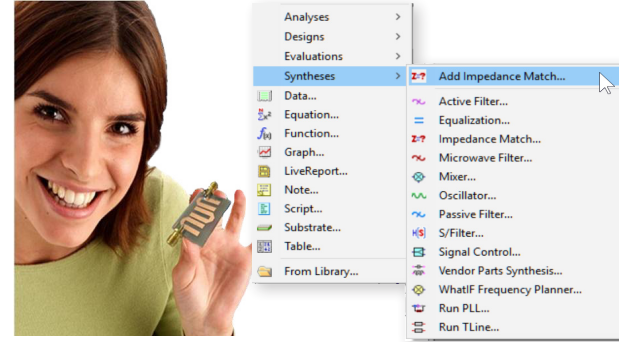 Analyses
Designs
Evaluations
Syntheses
Data...
Equation...
Function...
Graph...
LiveReport...
Note...
Script...
Substrate...
Table...
From Library...
Add Impedance Match...
Active Filter...
Equalization...
Impedance Match...
Microwave Filter...
Mixer...
Oscillator...
Passive Filter...
S/Filter...
Signal Control...
Vendor Parts Synthesis...
WhatIF Frequency Planner...
Run PLL...
Run TLine...